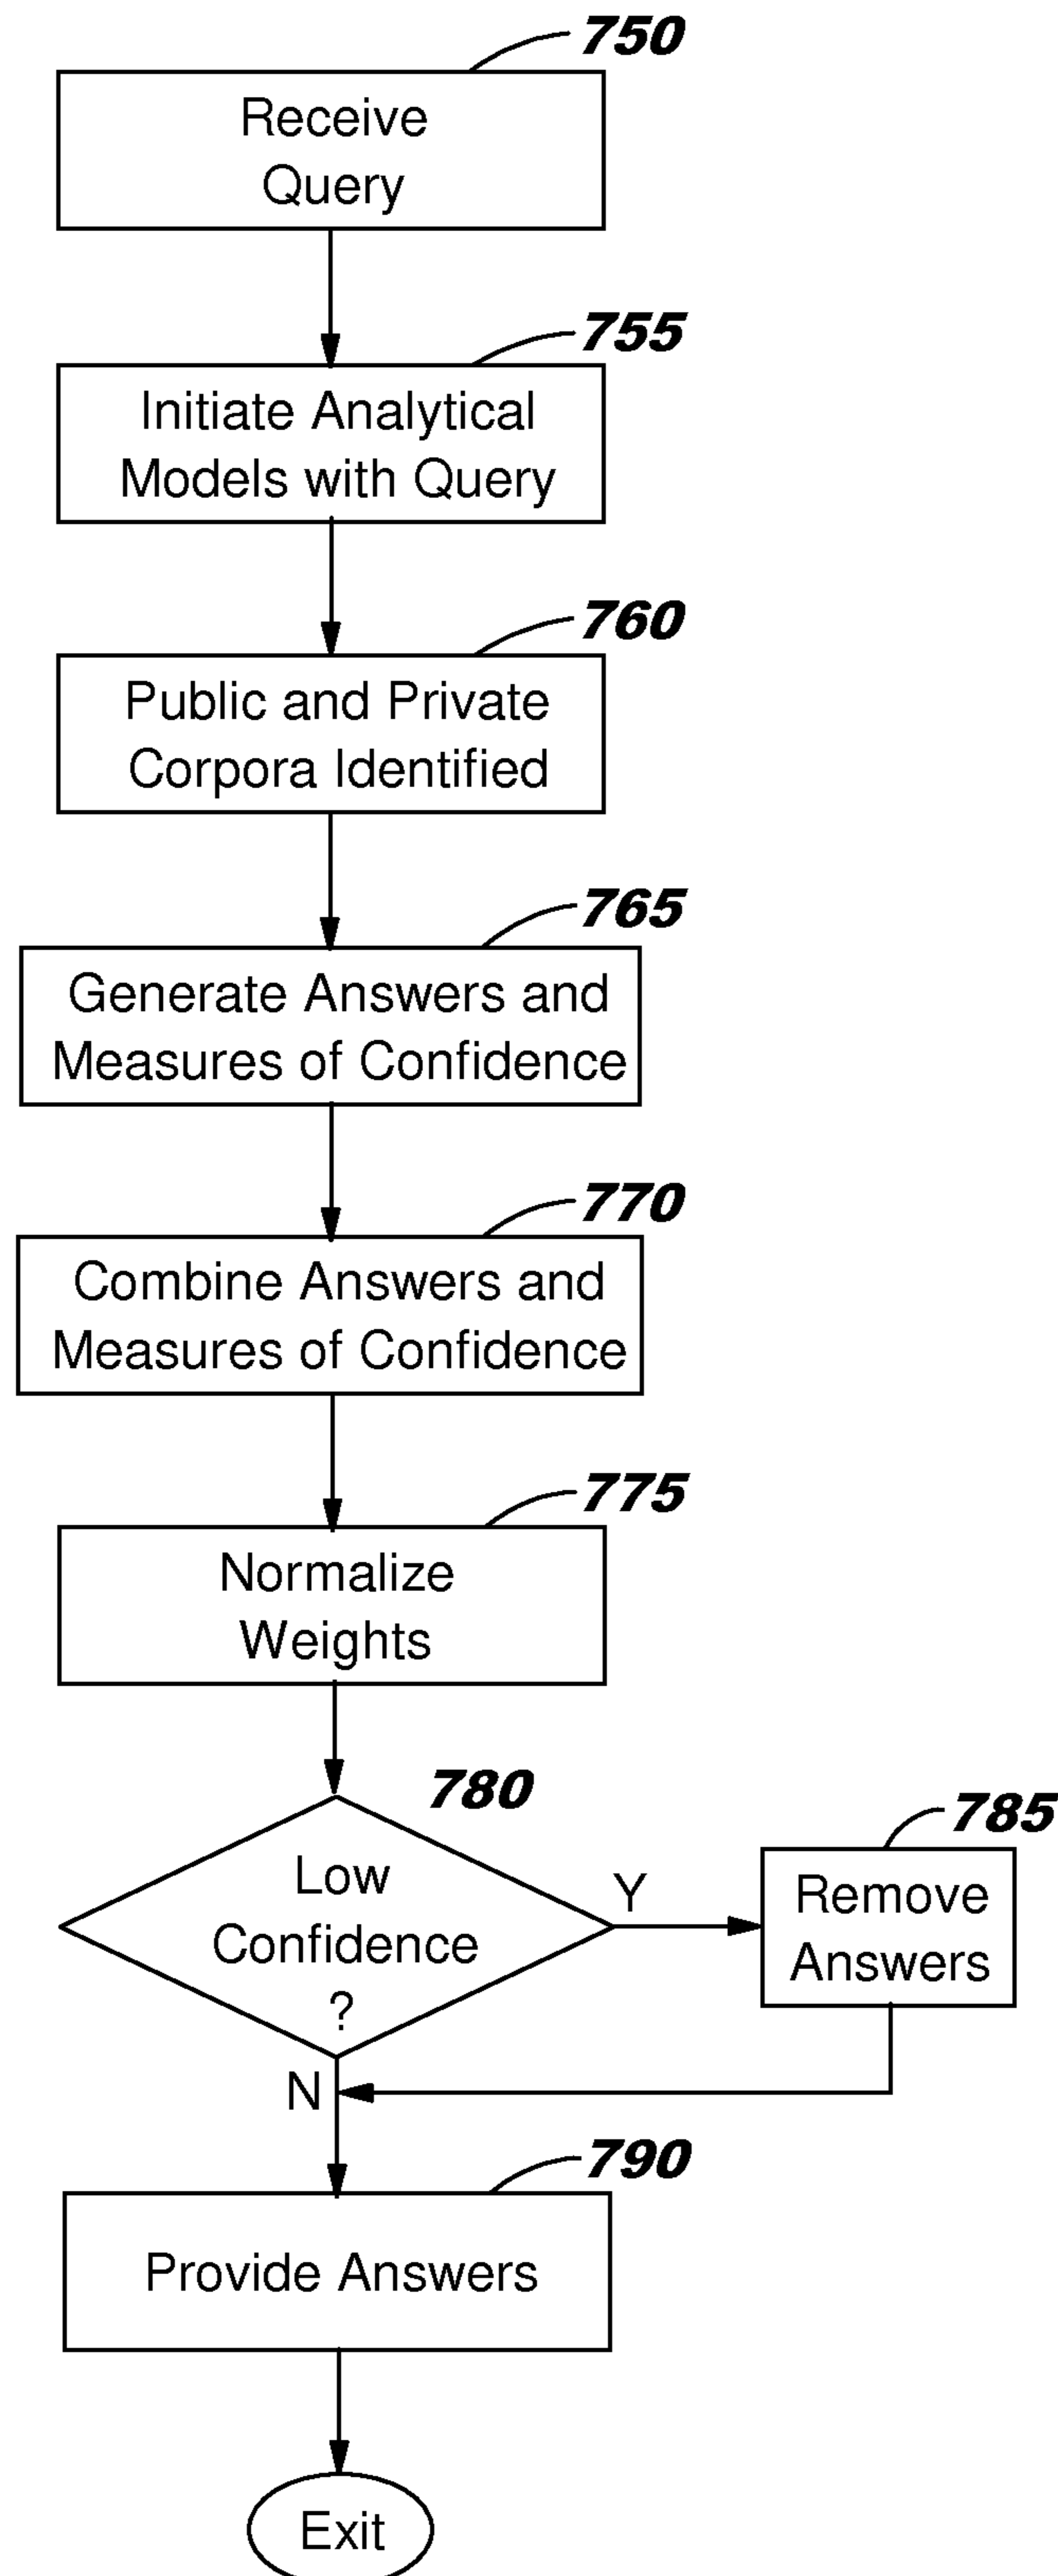 750
Receive
Query
755
Initiate Analytical
Models with Query
760
Public and Private
Corpora Identified
765
Generate Answers and
Measures of Confidence
770
Combine Answers and
Measures of Confidence
775
Normalize
Weights
780
Low
Confidence
?
Y
785
Remove
Answers
N
790
Provide Answers
Exit